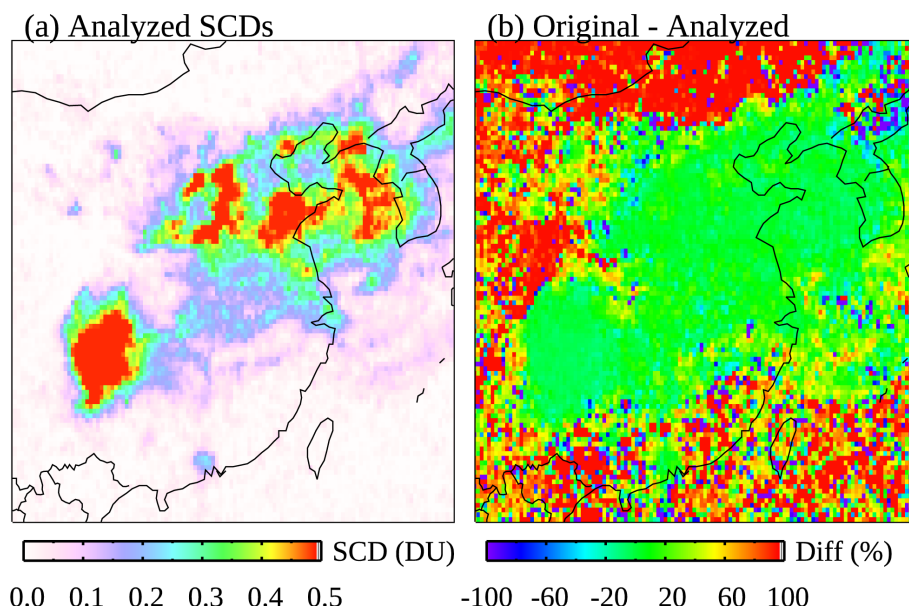 (a) Analyzed SCDs
(b) Original - Analyzed
SCD (DU)
Diff (%)
0.0 0.1 0.2 0.3 0.4 0.5
-100 -60 -20 20 60 100